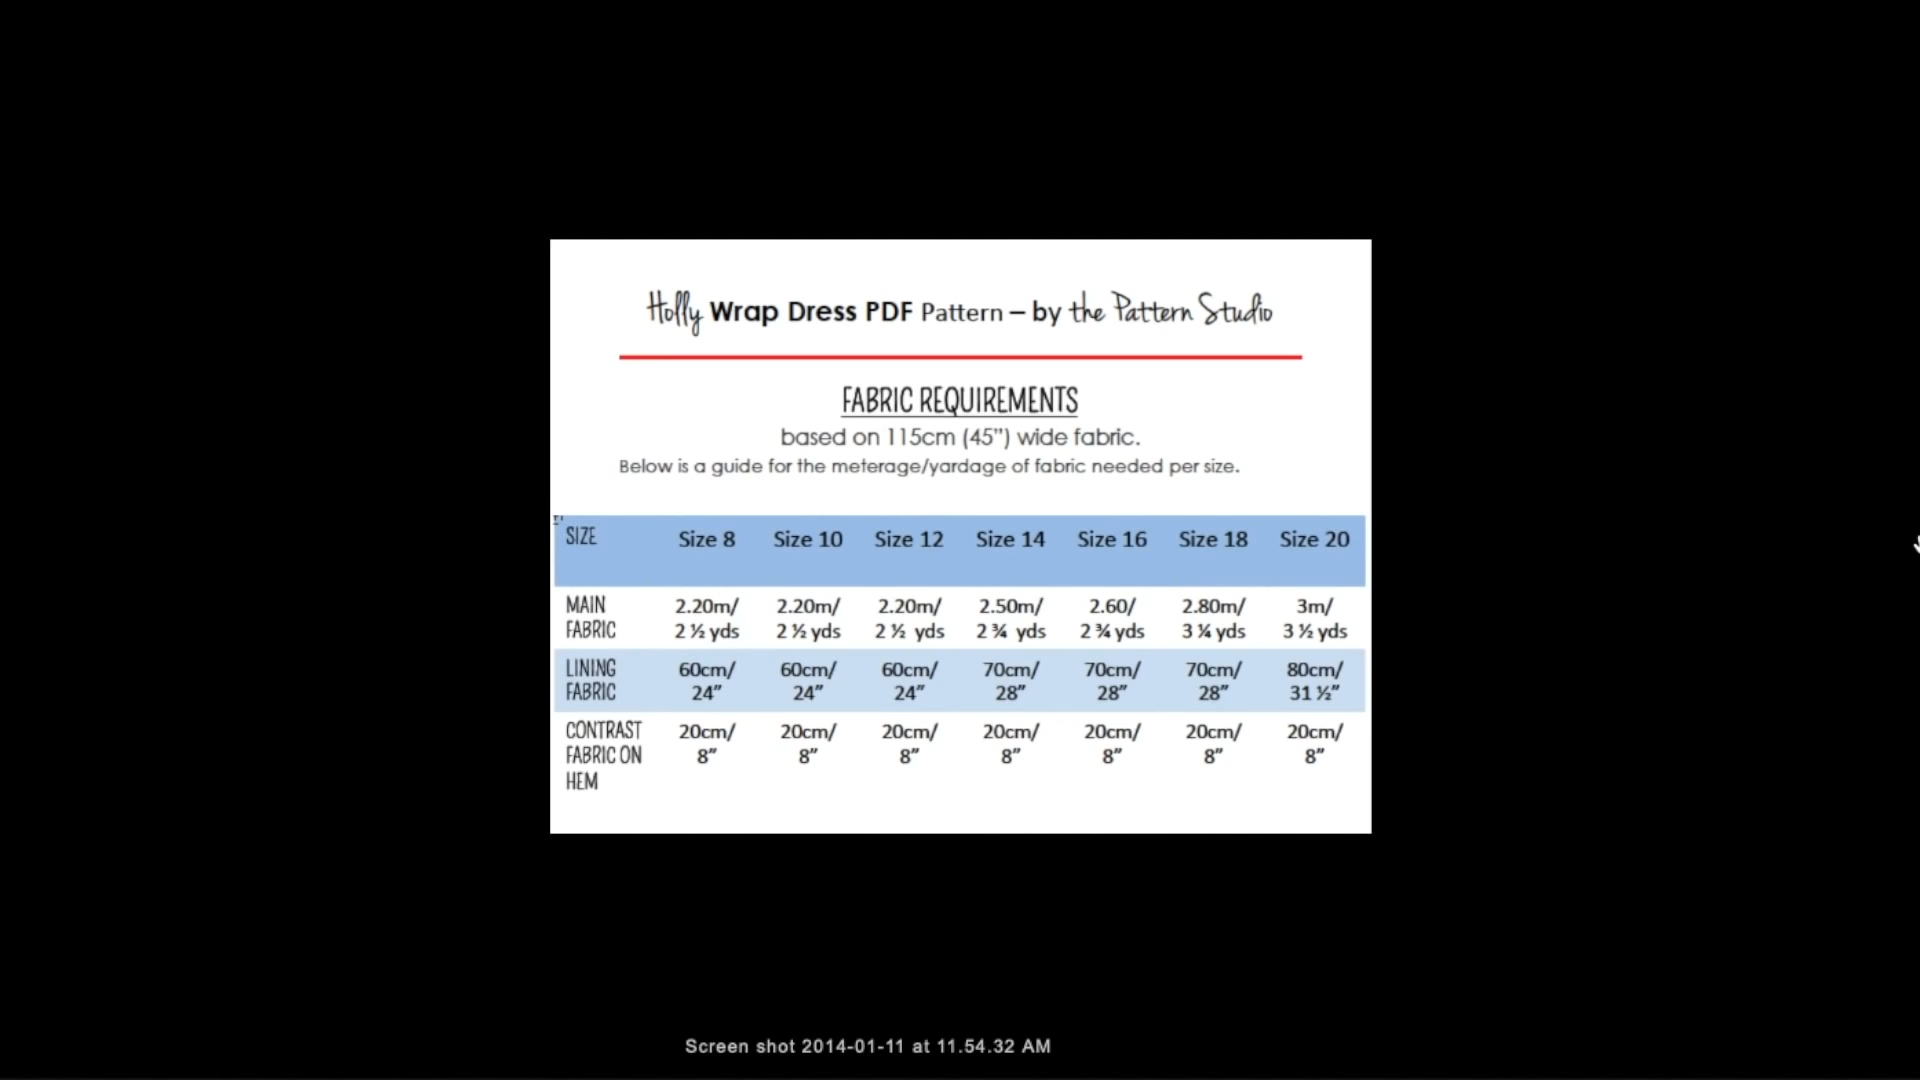 Holly Wrap Dress PDF Pattern – by the Pattern Studio
FABRIC REQUIREMENTS
based on 115cm (45”) wide fabric.
Below is a guide for the meterage/yardage of fabric needed per size.
SIZE Size 8 Size 10 Size 12 Size 14 Size 16 Size 18 Size 20
MAIN 2.20m/ 2.20m/ 2.20m/ 2.50m/ 2.60/ 2.80m/ 3m/
FABRIC 2 ½ yds 2 ½ yds 2 ½ yds 2 ¾ yds 2 ¾ yds 3 ¼ yds 3 ½ yds
LINING 60cm/ 60cm/ 60cm/ 70cm/ 70cm/ 70cm/ 80cm/
FABRIC 24” 24” 24” 28” 28” 28” 31 ½”
CONTRAST 20cm/ 20cm/ 20cm/ 20cm/ 20cm/ 20cm/ 20cm/
FABRIC ON 8” 8” 8” 8” 8” 8” 8”
HEM
Screen shot 2014-01-11 at 11.54.32 AM